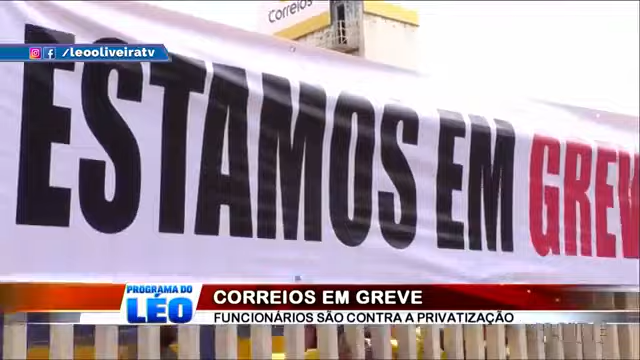 Correios
/leooliveiratv
ESTAMOS EM GREV
PROGRAMA DO
LÉO
CORREIOS EM GREVE
FUNCIONÁRIOS SÃO CONTRA A PRIVATIZAÇÃO